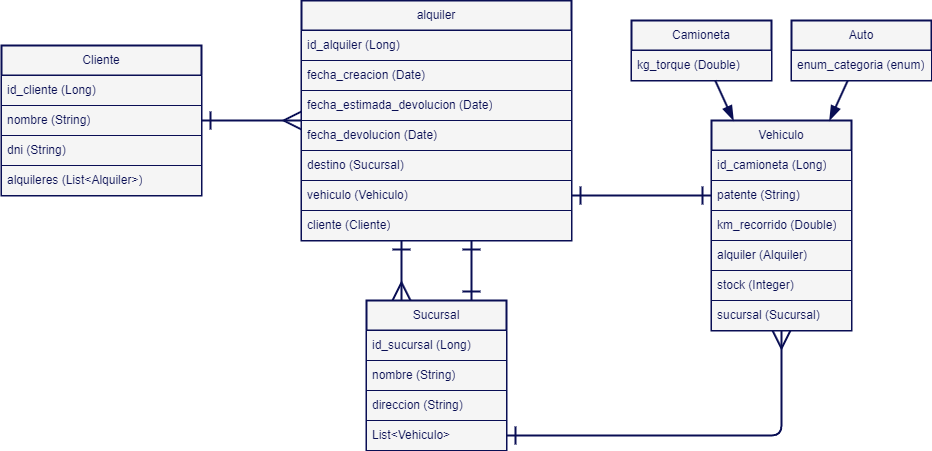 Cliente
id_cliente (Long)
nombre (String)
dni (String)
alquileres (List<Alquiler>)
alquiler
id_alquiler (Long)
fecha_creacion (Date)
fecha_estimada_devolucion (Date)
fecha_devolucion (Date)
destino (Sucursal)
vehiculo (Vehiculo)
cliente (Cliente)
Camioneta
kg_torque (Double)
Auto
enum_categoria (enum)
Vehiculo
id_camioneta (Long)
patente (String)
km_recorrido (Double)
alquiler (Alquiler)
stock (Integer)
sucursal (Sucursal)
Sucursal
id_sucursal (Long)
nombre (String)
direccion (String)
List<Vehiculo>